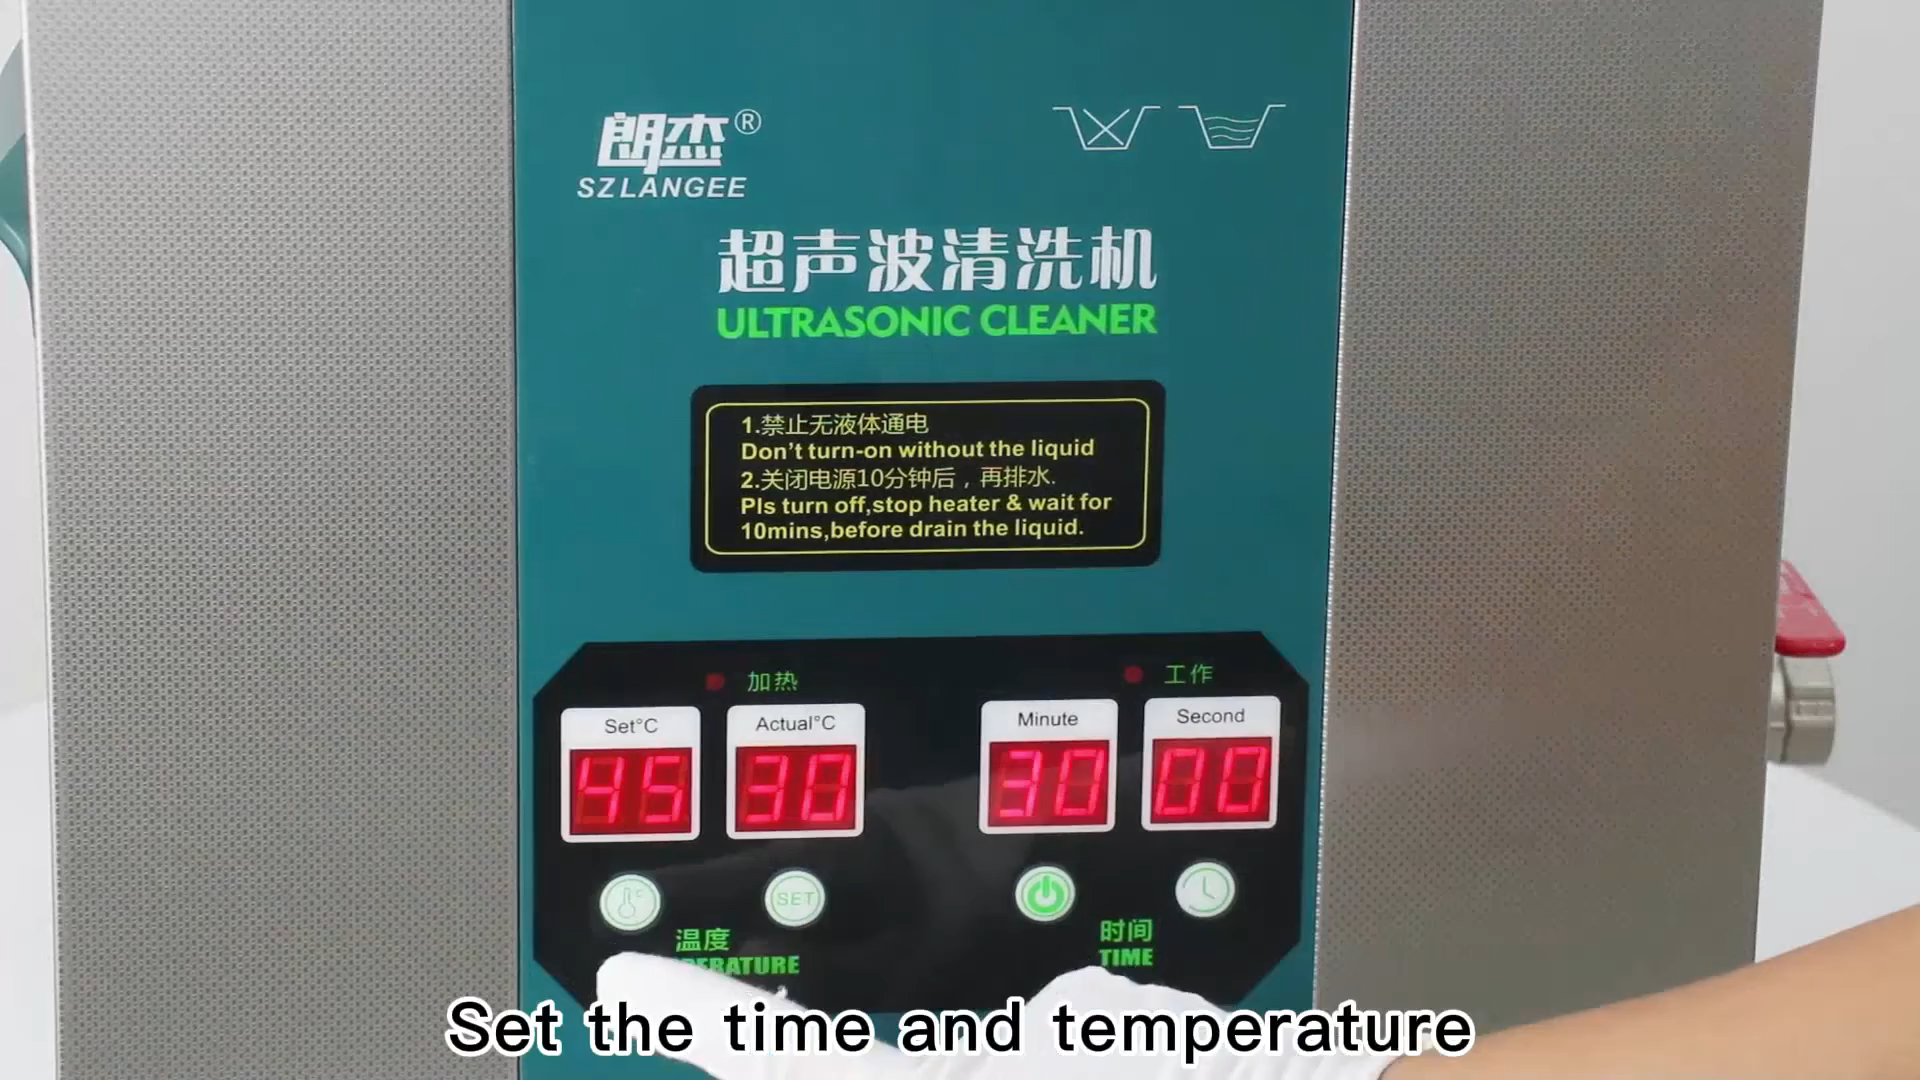 朗杰®
SZLANGEE
超声波清洗机
ULTRASONIC CLEANER
1.禁止无液体通电
Don't turn-on without the liquid
2.关闭电源10分钟后，再排水.
Pls turn off,stop heater & wait for
10mins,before drain the liquid.
加热
工作
Set°C
Actual°C
Minute
Second
45
30
30
00
°C
SET
温度
时间
TIME
Set the time and temperature